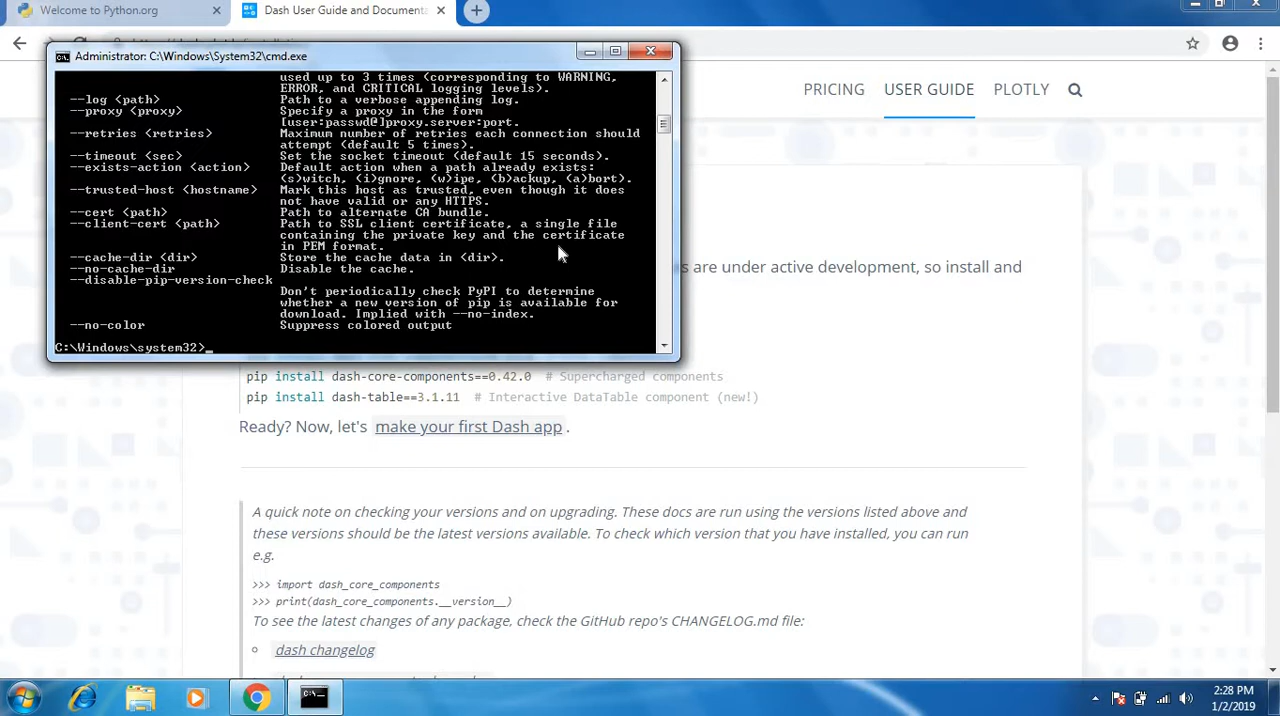 Welcome to Python.org
Dash User Guide and Documenta
PRICING
USER GUIDE
PLOTLY
Administrator: C:\Windows\System32\cmd.exe
used up to 3 times (corresponding to WARNING,
ERROR, and CRITICAL logging levels).
--log <path> Path to a verbose appending log.
--proxy <proxy> Specify a proxy in the form
[user:passwd@]proxy.server:port.
--retries <retries> Maximum number of retries each connection should
attempt (default 5 times).
--timeout <sec> Set the socket timeout (default 15 seconds).
--exists-action <action> Default action when a path already exists:
(s)witch, (i)gnore, (w)ipe, (b)ackup, (a)bort).
--trusted-host <hostname> Mark this host as trusted, even though it does
not have valid or any HTTPS.
--cert <path> Path to alternate CA bundle.
--client-cert <path> Path to SSL client certificate, a single file
containing the private key and the certificate
in PEM format.
--cache-dir <dir> Store the cache data in <dir>.
--no-cache-dir Disable the cache.
--disable-pip-version-check
Don't periodically check PyPI to determine
whether a new version of pip is available for
download. Implied with --no-index.
--no-color Suppress colored output
C:\Windows\system32>_
are under active development, so install and
pip install dash-core-components==0.42.0 # Supercharged components
pip install dash-table==3.1.11 # Interactive DataTable component (new!)
Ready? Now, let's make your first Dash app .
A quick note on checking your versions and on upgrading. These docs are run using the versions listed above and
these versions should be the latest versions available. To check which version that you have installed, you can run
e.g.
>>> import dash_core_components
>>> print(dash_core_components.__version__)
To see the latest changes of any package, check the GitHub repo's CHANGELOG.md file:
dash changelog
2:28 PM
1/2/2019